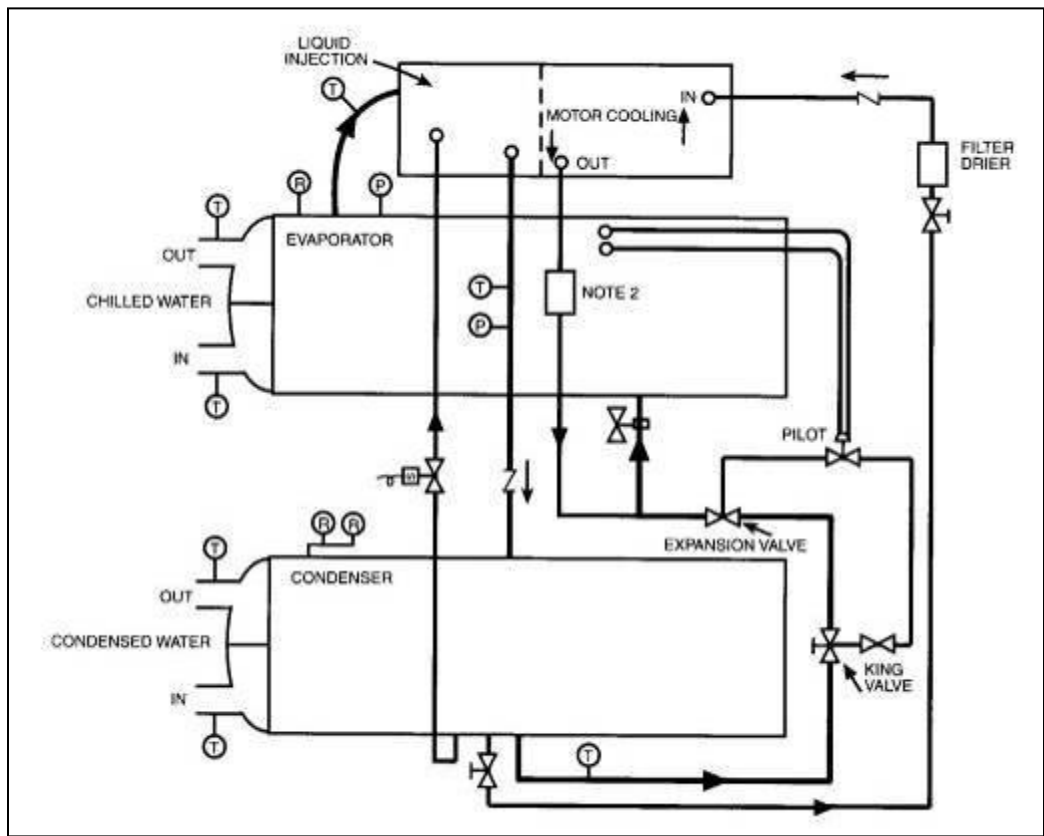 LIQUID
INJECTION
T
IN
MOTOR COOLING
OUT
FILTER
DRIER
R
P
T
EVAPORATOR
OUT
CHILLED WATER
T
NOTE 2
P
IN
T
PILOT
S
EXPANSION VALVE
R
R
T
CONDENSER
OUT
CONDENSED WATER
KING
VALVE
IN
T
T